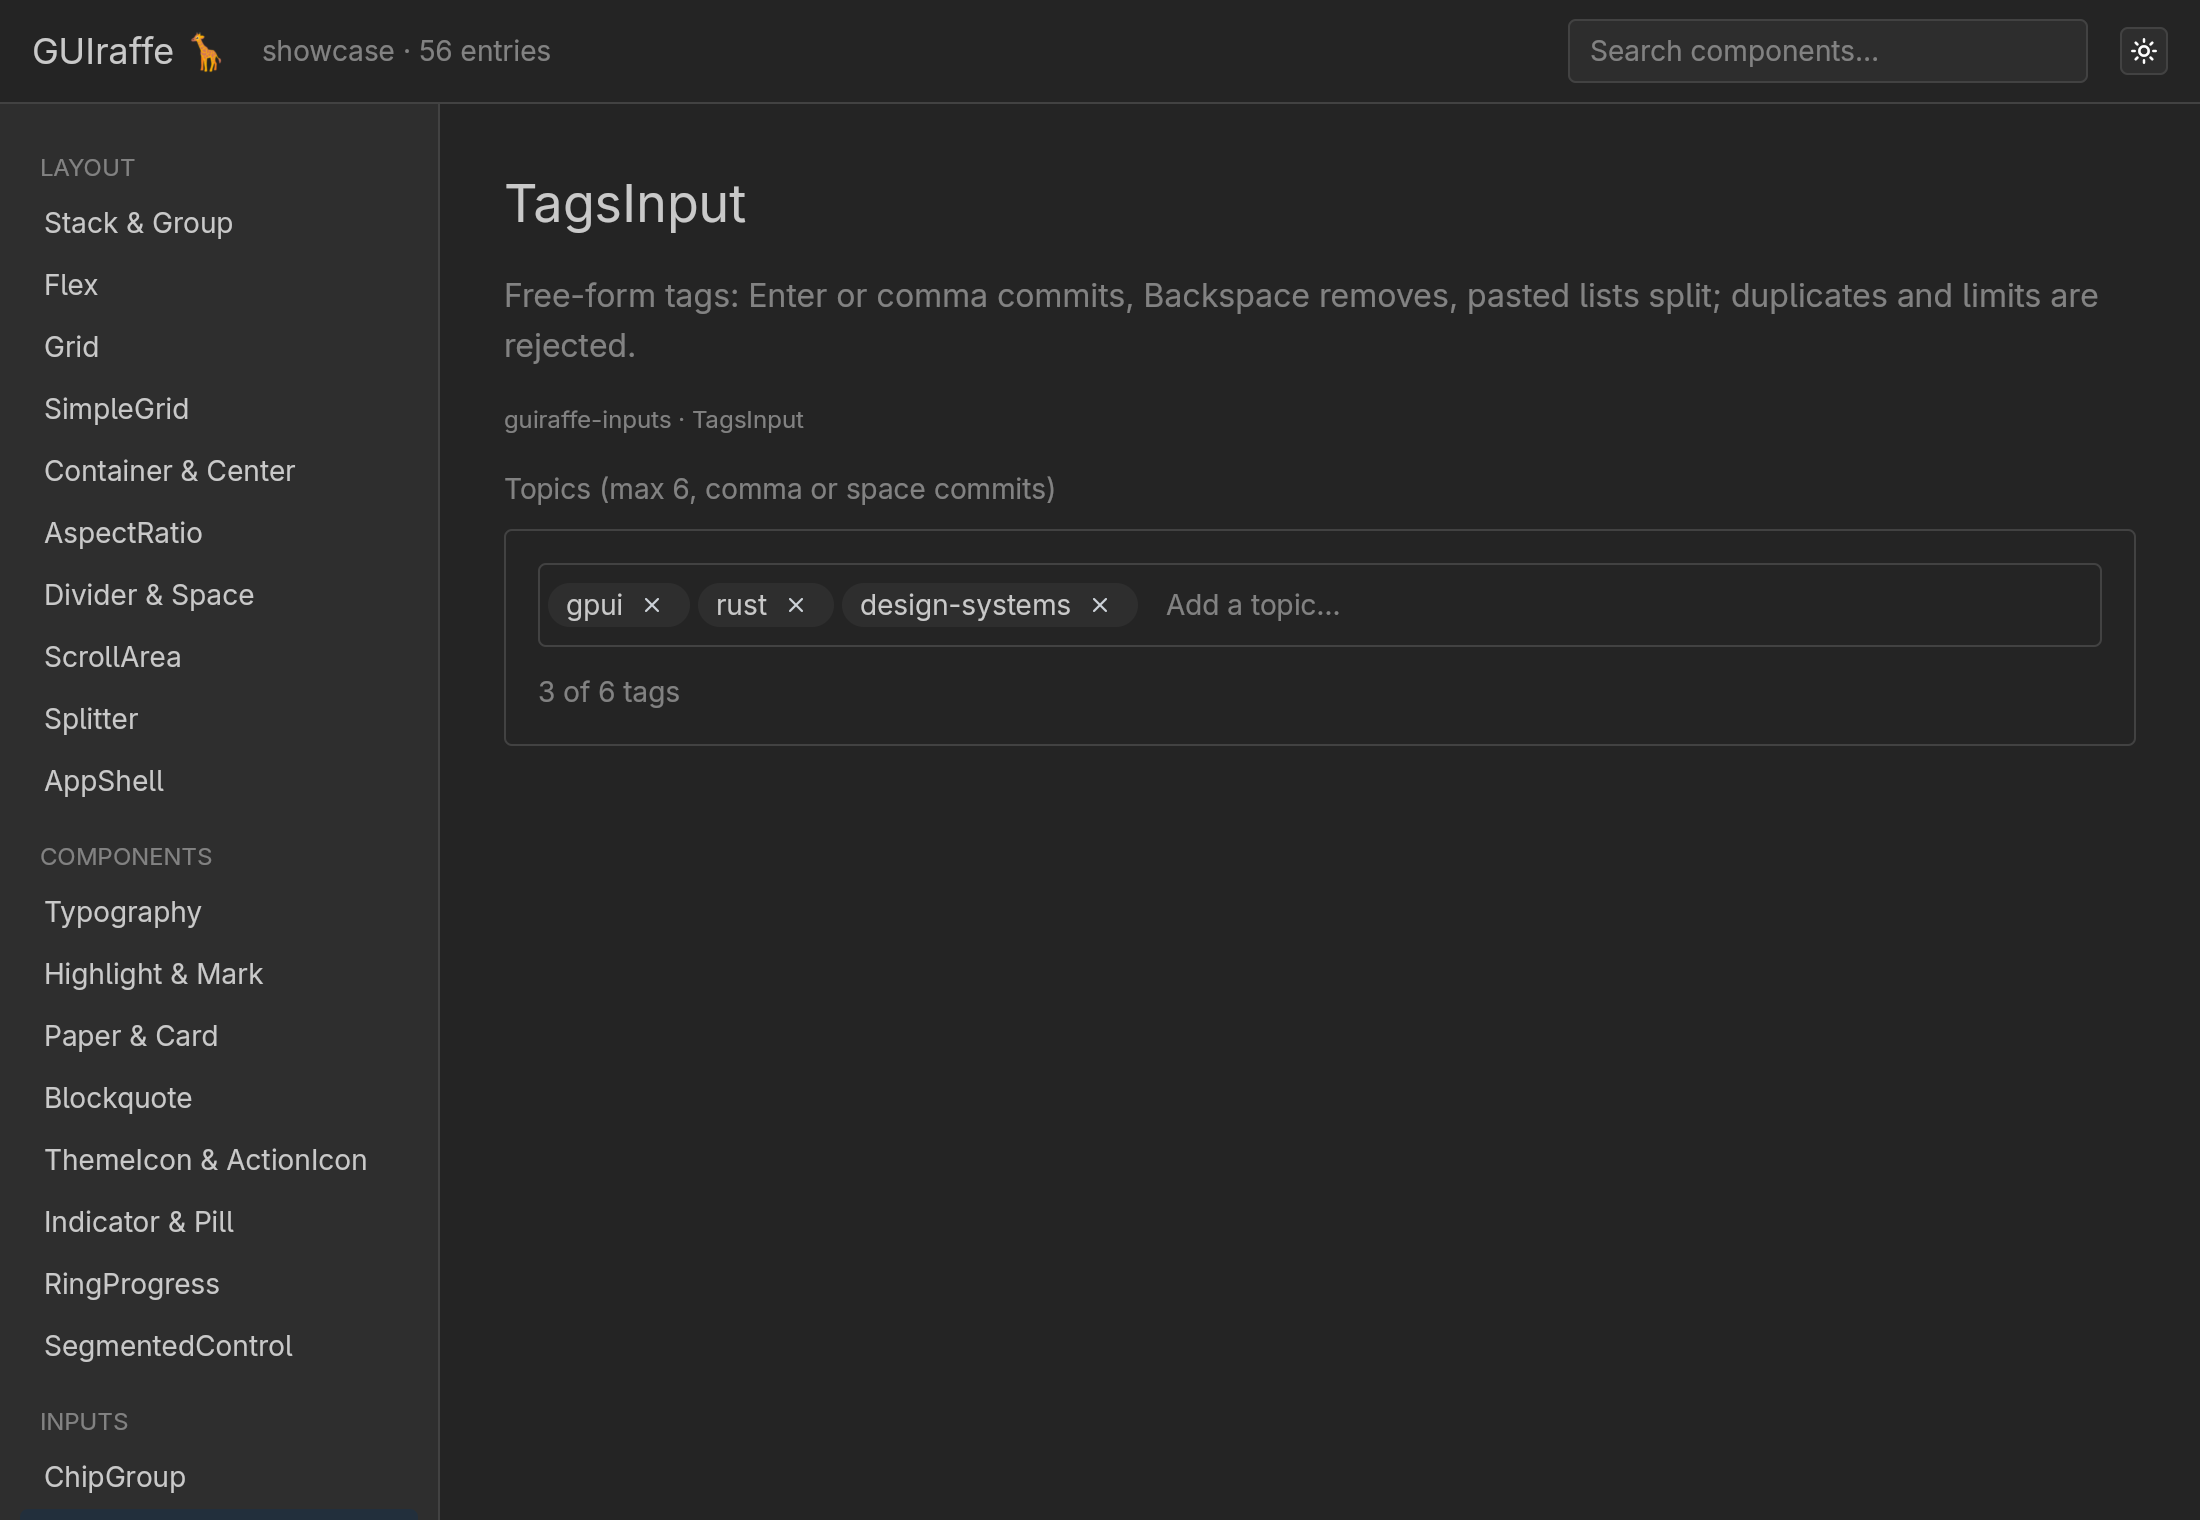 GUIraffe 🦒 showcase · 56 entries
Search components...
LAYOUT
Stack & Group
Flex
Grid
SimpleGrid
Container & Center
AspectRatio
Divider & Space
ScrollArea
Splitter
AppShell
COMPONENTS
Typography
Highlight & Mark
Paper & Card
Blockquote
ThemeIcon & ActionIcon
Indicator & Pill
RingProgress
SegmentedControl
INPUTS
ChipGroup
TagsInput
Free-form tags: Enter or comma commits, Backspace removes, pasted lists split; duplicates and limits are
rejected.
guiraffe-inputs · TagsInput
Topics (max 6, comma or space commits)
gpui × rust × design-systems × Add a topic...
3 of 6 tags